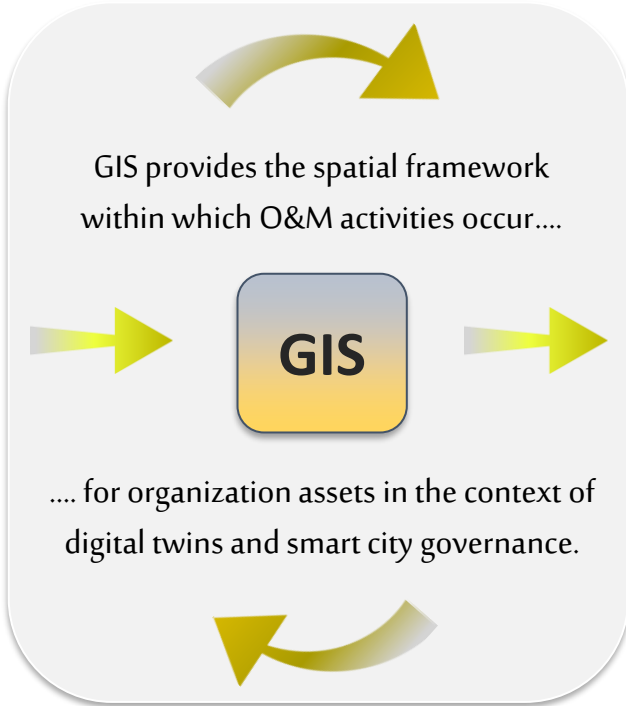 GIS provides the spatial framework
within which O&M activities occur....
GIS
.... for organization assets in the context of
digital twins and smart city governance.